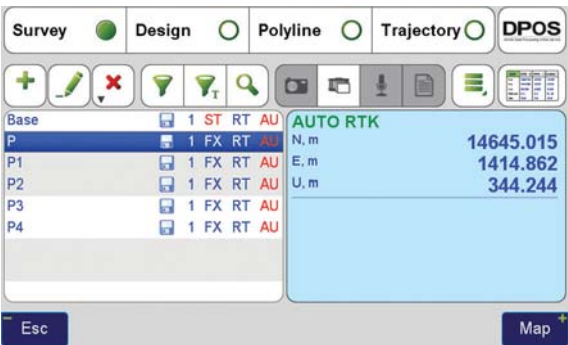 Survey Design Polyline Trajectory DPOS
T
Base 1 ST RT AU
P 1 FX RT AU
P1 1 FX RT AU
P2 1 FX RT AU
P3 1 FX RT AU
P4 1 FX RT AU
AUTO RTK
N, m 14645.015
E, m 1414.862
U, m 344.244
Esc Map